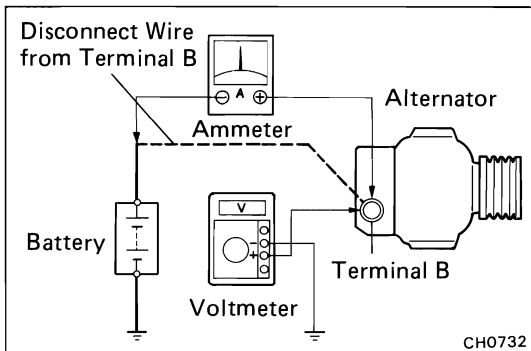 Disconnect Wire
from Terminal B
A
Ammeter
Alternator
V
Battery
Voltmeter
Terminal B
CH0732